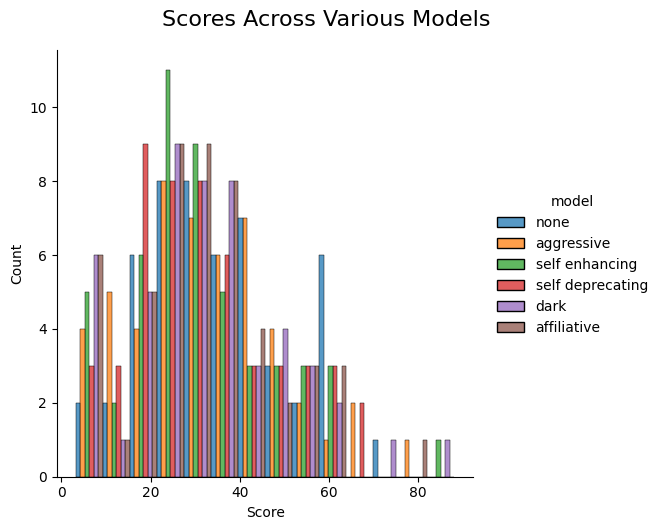 Scores Across Various Models
10
8
6
4
2
0
Count
0 20 40 60 80
Score
model
none
aggressive
self enhancing
self deprecating
dark
affiliative